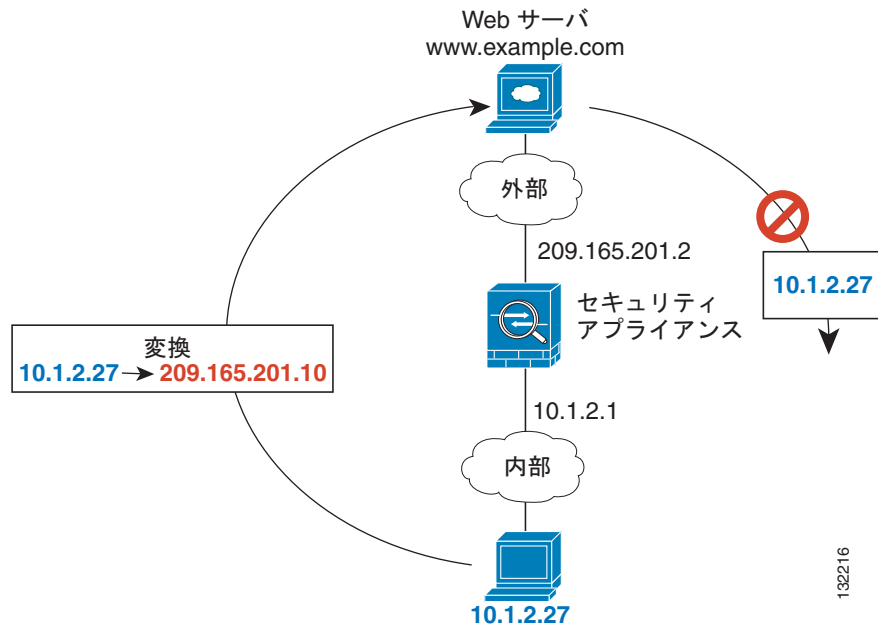 Web サーバ
www.example.com
外部
209.165.201.2
10.1.2.27
セキュリティ
アプライアンス
変換
10.1.2.27 → 209.165.201.10
10.1.2.1
内部
10.1.2.27
132216